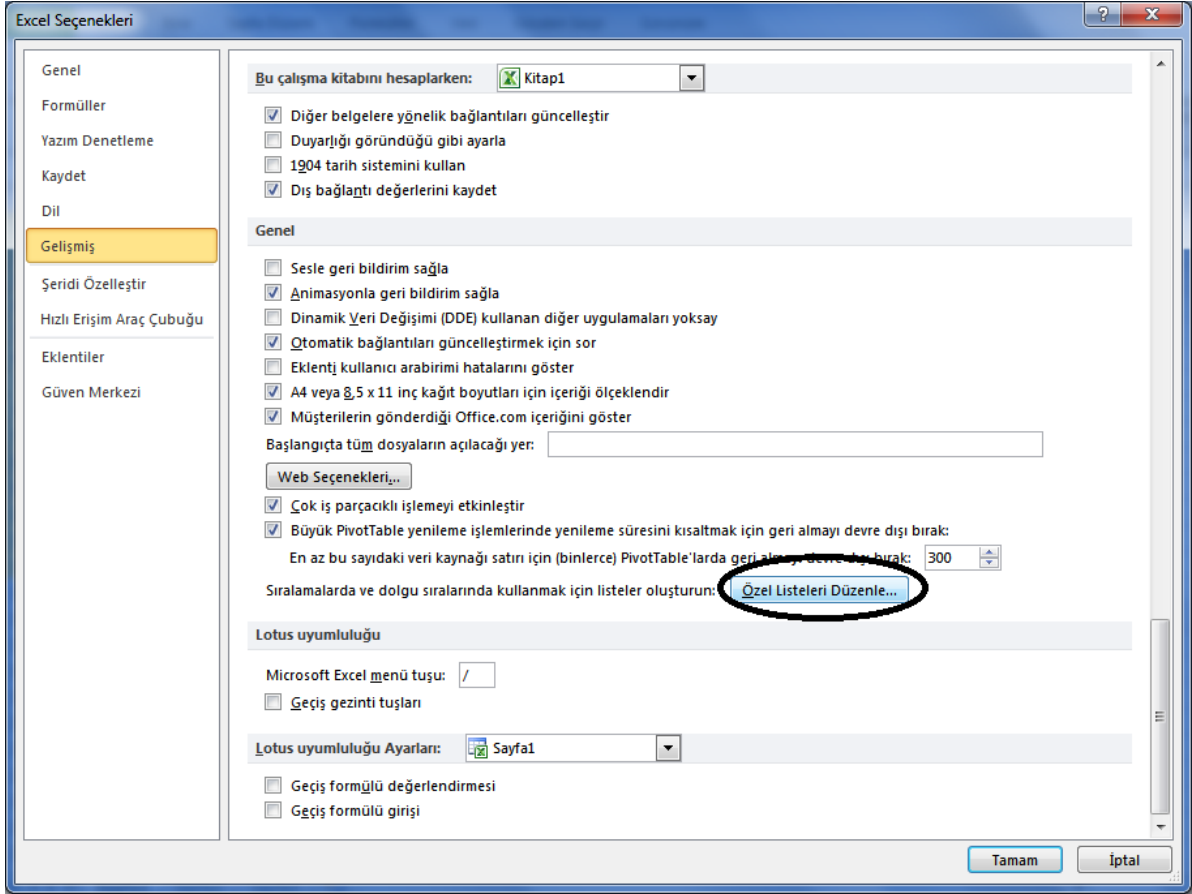 Excel Seçenekleri
Genel
Formüller
Yazım Denetleme
Kaydet
Dil
Gelişmiş
Şeridi Özelleştir
Hızlı Erişim Araç Çubuğu
Eklentiler
Güven Merkezi
Bu çalışma kitabını hesaplarken: Kitap1
Diğer belgelere yönelik bağlantıları güncelleştir
Duyarlığı göründüğü gibi ayarla
1904 tarih sistemini kullan
Dış bağlantı değerlerini kaydet
Genel
Sesle geri bildirim sağla
Animasyonla geri bildirim sağla
Dinamik Veri Değişimi (DDE) kullanan diğer uygulamaları yoksay
Otomatik bağlantıları güncelleştirmek için sor
Eklenti kullanıcı arabirimi hatalarını göster
A4 veya 8,5 x 11 inç kağıt boyutları için içeriği ölçeklendir
Müşterilerin gönderdiği Office.com içeriğini göster
Başlangıçta tüm dosyaların açılacağı yer:
Web Seçenekleri...
Çok iş parçacıklı işlemeyi etkinleştir
Büyük PivotTable yenileme işlemlerinde yenileme süresini kısaltmak için geri almayı devre dışı bırak:
En az bu sayıdaki veri kaynağı satırı için (binlerce) PivotTable'larda geri almayı devre dışı bırak: 300
Sıralamalarda ve dolgu sıralarında kullanmak için listeler oluşturun: Özel Listeleri Düzenle...
Lotus uyumluluğu
Microsoft Excel menü tuşu: /
Geçiş gezinti tuşları
Lotus uyumluluğu Ayarları: Sayfa1
Geçiş formülü değerlendirmesi
Geçiş formülü girişi
Tamam İptal